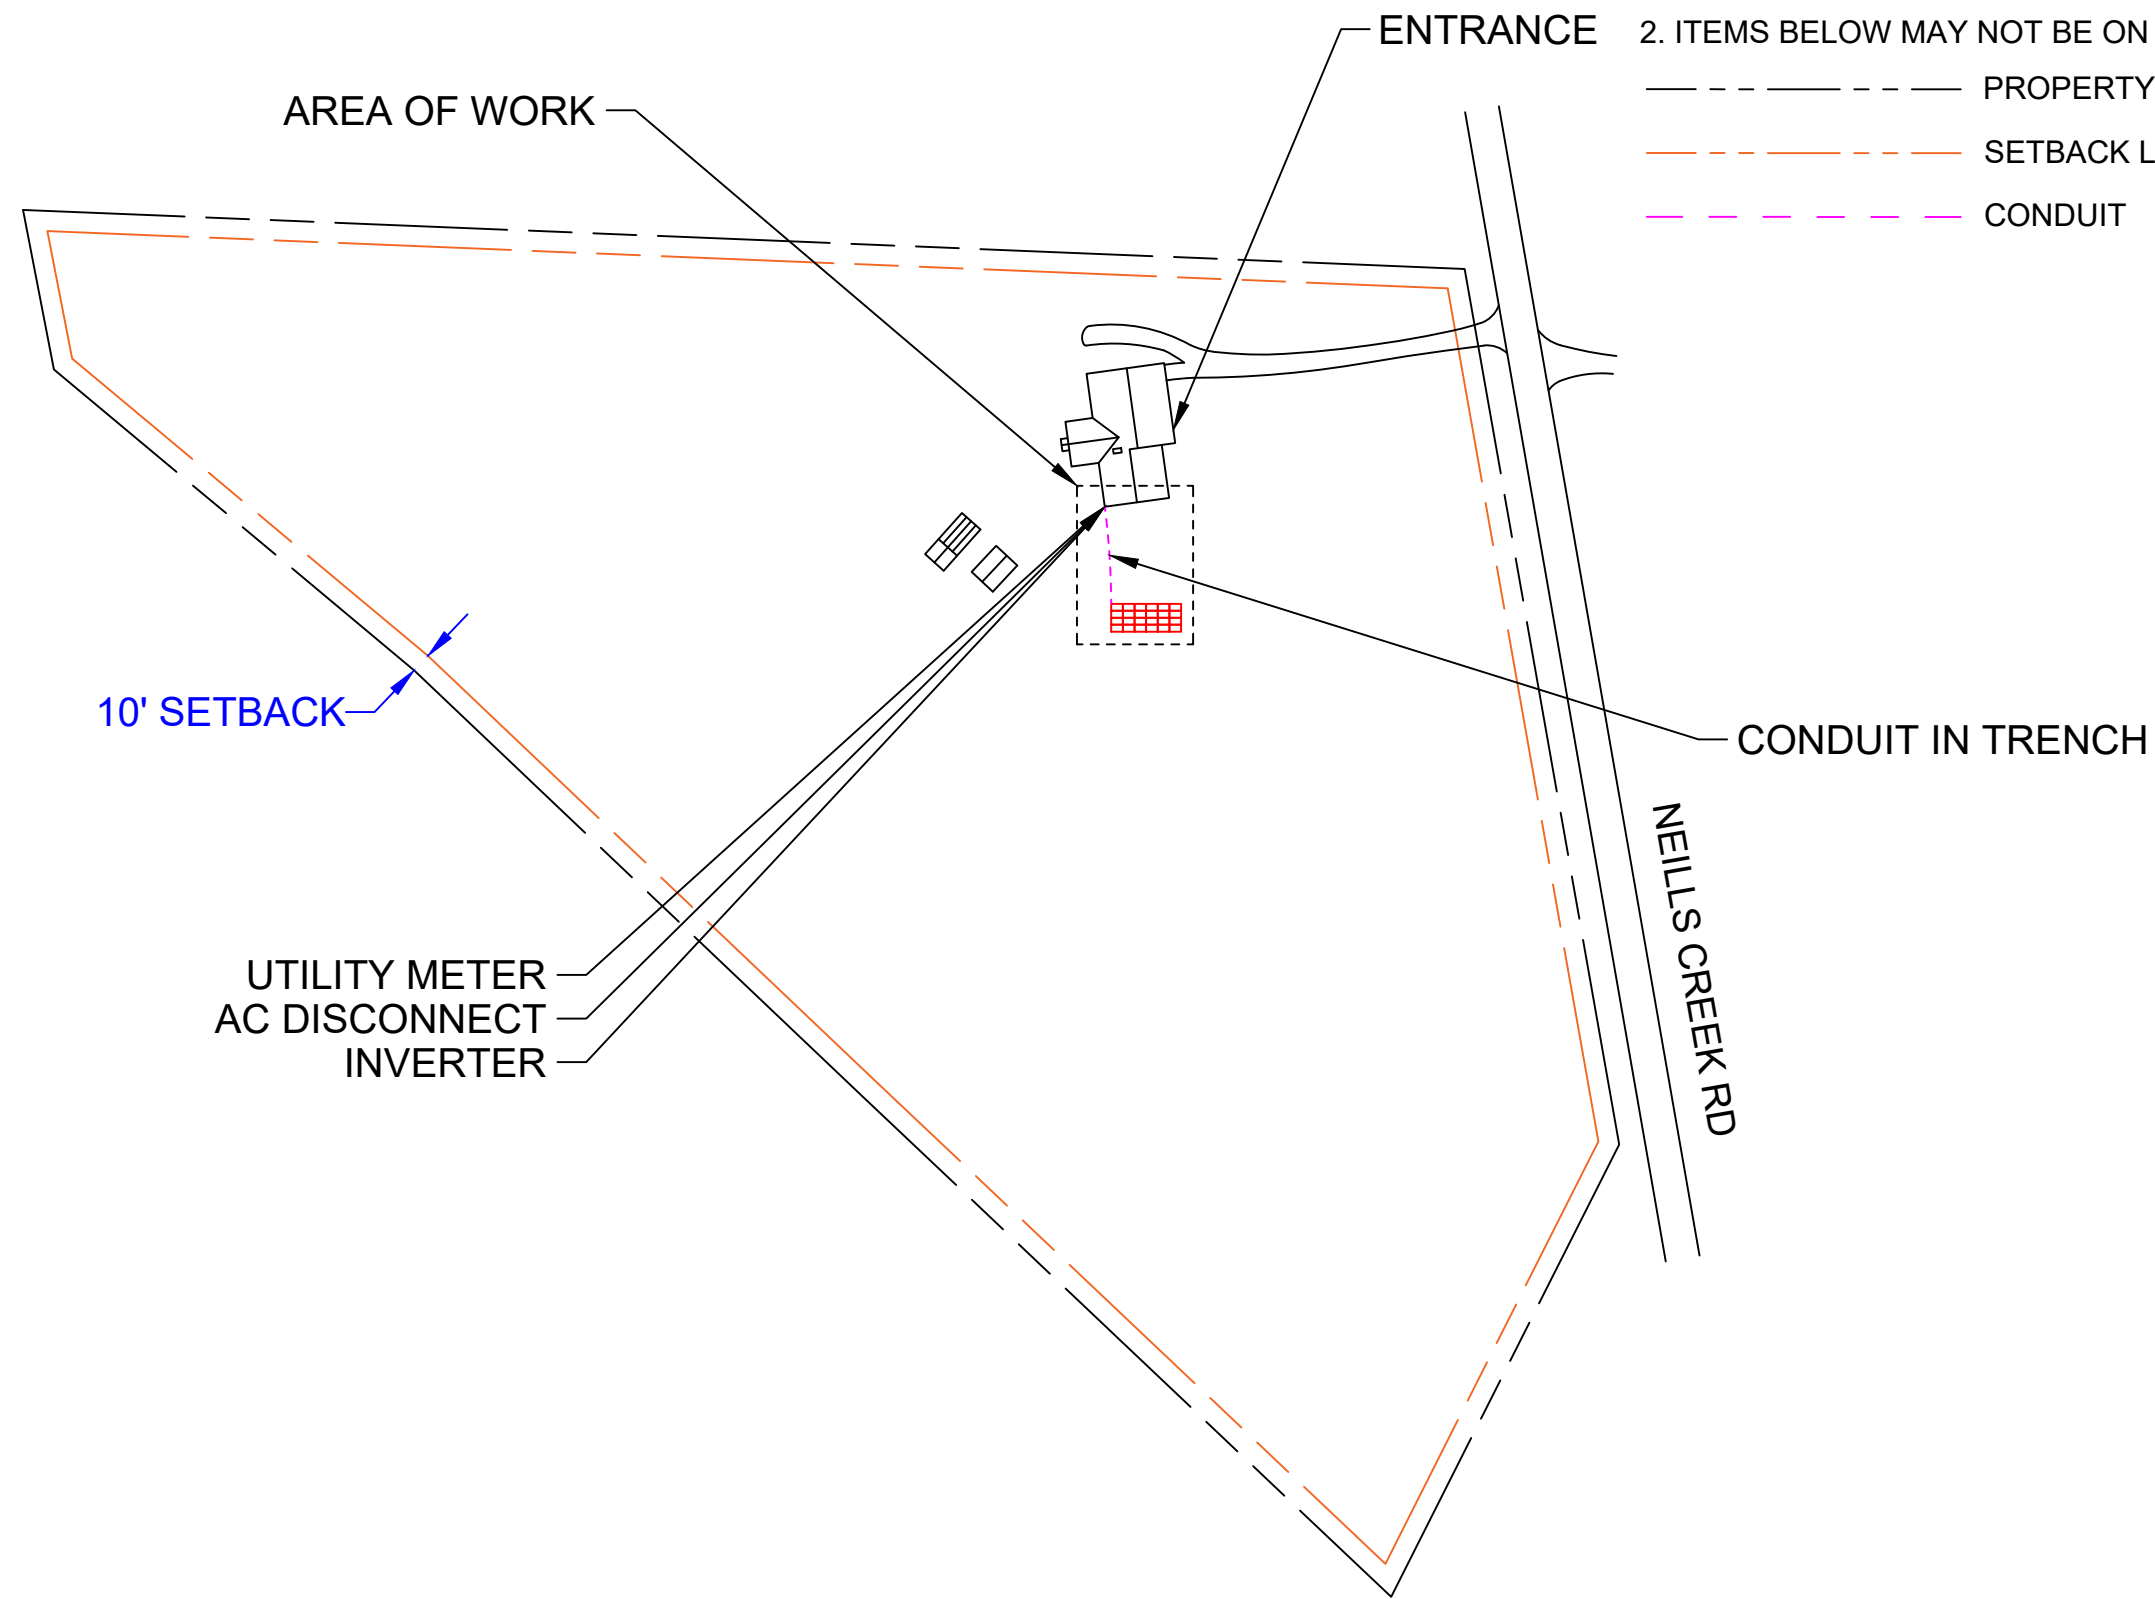 ENTRANCE
2. ITEMS BELOW MAY NOT BE ON
PROPERTY
SETBACK L
CONDUIT
AREA OF WORK
10' SETBACK
CONDUIT IN TRENCH
NEILLS CREEK RD
UTILITY METER
AC DISCONNECT
INVERTER